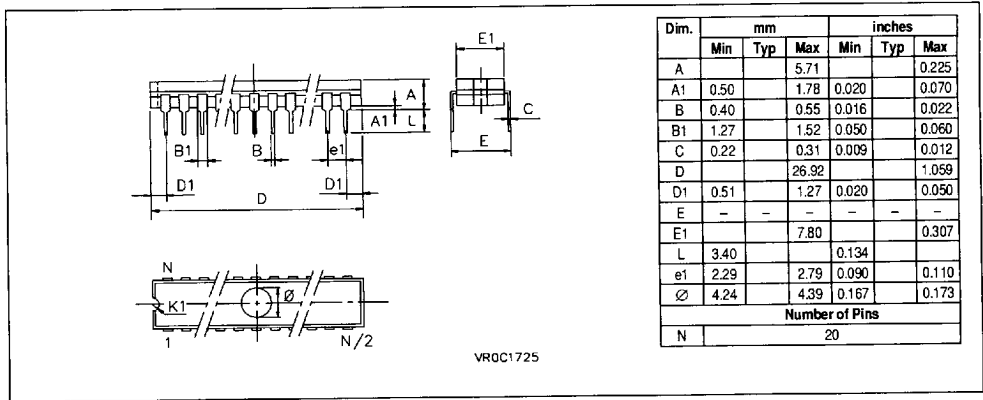 E1
A
A1
L
C
B1
B
e1
E
D1
D1
D
N
K1
Ø
1
N/2
VR0C1725
Dim. mm inches
Min Typ Max Min Typ Max
A 5.71 0.225
A1 0.50 1.78 0.020 0.070
B 0.40 0.55 0.016 0.022
B1 1.27 1.52 0.050 0.060
C 0.22 0.31 0.009 0.012
D 26.92 1.059
D1 0.51 1.27 0.020 0.050
E – – – – – –
E1 7.80 0.307
L 3.40 0.134
e1 2.29 2.79 0.090 0.110
Ø 4.24 4.39 0.167 0.173
Number of Pins
N 20